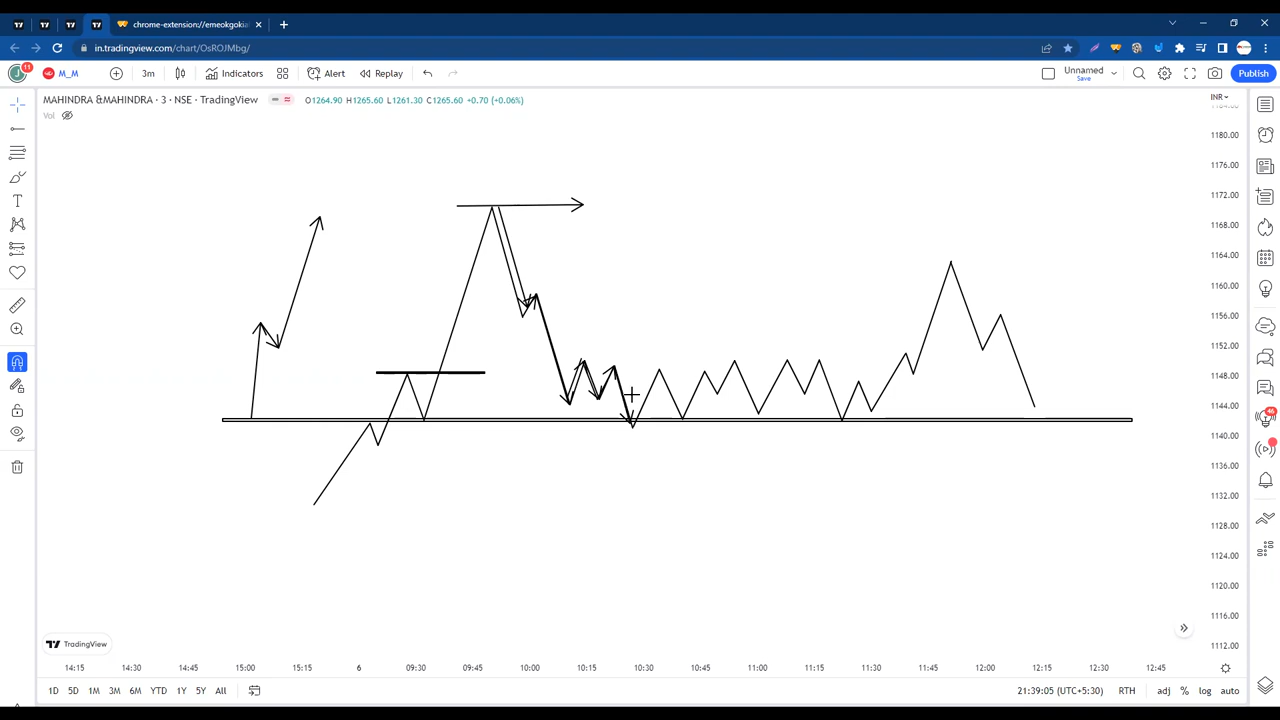 chrome-extension://emeokgokia
in.tradingview.com/chart/OsROJMbg/
11 M_M 3m Indicators Alert Replay Unnamed Save Publish
MAHINDRA &MAHINDRA · 3 · NSE · TradingView O1264.90 H1265.60 L1261.30 C1265.60 +0.70 (+0.06%) INR
Vol
1184.00
1180.00
1176.00
1172.00
1168.00
1164.00
1160.00
1156.00
1152.00
1148.00
1144.00
1140.00
1136.00
1132.00
1128.00
1124.00
1120.00
1116.00
1112.00
46
TradingView
14:15 14:30 14:45 15:00 15:15 6 09:30 09:45 10:00 10:15 10:30 10:45 11:00 11:15 11:30 11:45 12:00 12:15 12:30 12:45
1D 5D 1M 3M 6M YTD 1Y 5Y All 21:39:05 (UTC+5:30) RTH adj % log auto